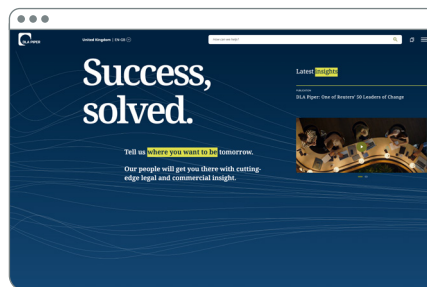 DLA PIPER
United Kingdom | EN-GB
How can we help?
Success,
solved.
Tell us where you want to be tomorrow.
Our people will get you there with cutting-
edge legal and commercial insight.
Latest insights
PUBLICATION
DLA Piper: One of Reuters' 50 Leaders of Change